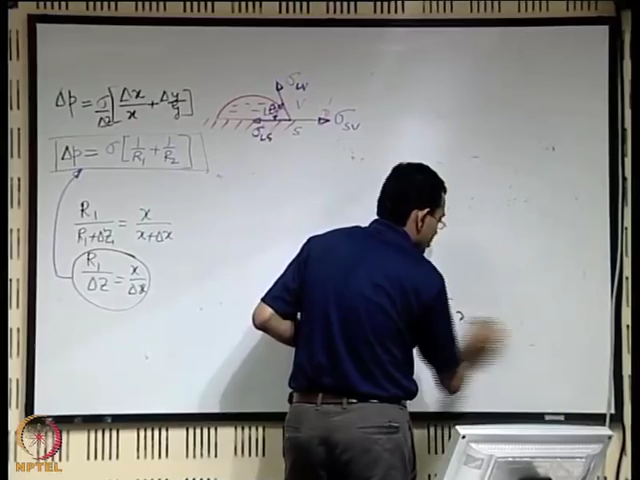 Δp = σ/Δz [Δx/x + Δy/y]
Δp = σ [1/R₁ + 1/R₂]
R₁/(R₁+ΔZ) = x/(x+Δx)
R₁/ΔZ = x/Δx
σLV
L θ V
σLS S σSV
NPTEL